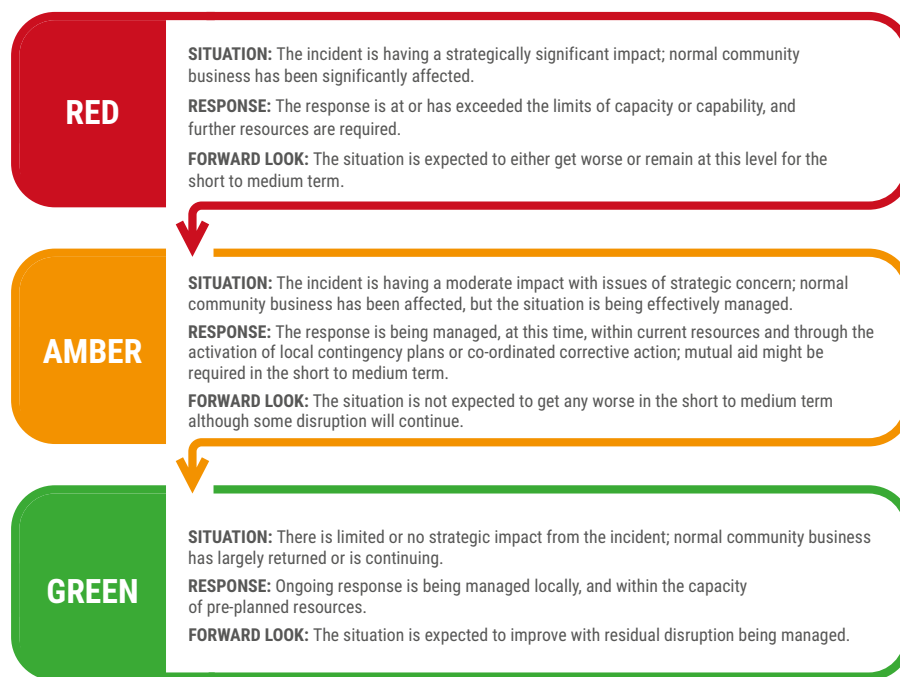 RED
SITUATION: The incident is having a strategically significant impact; normal community
business has been significantly affected.
RESPONSE: The response is at or has exceeded the limits of capacity or capability, and
further resources are required.
FORWARD LOOK: The situation is expected to either get worse or remain at this level for the
short to medium term.
AMBER
SITUATION: The incident is having a moderate impact with issues of strategic concern; normal
community business has been affected, but the situation is being effectively managed.
RESPONSE: The response is being managed, at this time, within current resources and through the
activation of local contingency plans or co-ordinated corrective action; mutual aid might be
required in the short to medium term.
FORWARD LOOK: The situation is not expected to get any worse in the short to medium term
although some disruption will continue.
GREEN
SITUATION: There is limited or no strategic impact from the incident; normal community business
has largely returned or is continuing.
RESPONSE: Ongoing response is being managed locally, and within the capacity
of pre-planned resources.
FORWARD LOOK: The situation is expected to improve with residual disruption being managed.